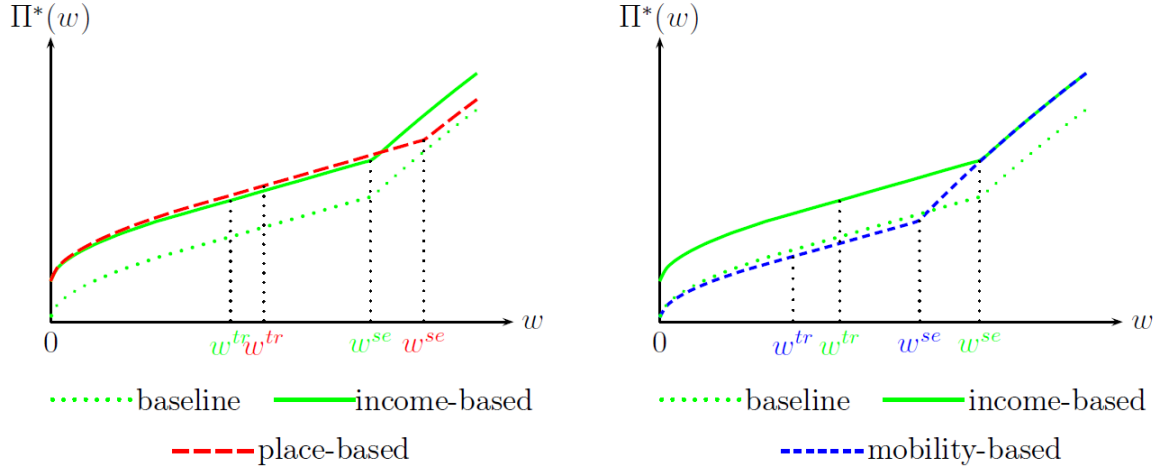 Π*(w)
w
0
w^{tr}
w^{tr}
w^{se}
w^{se}
baseline
income-based
place-based
Π*(w)
w
0
w^{tr}
w^{tr}
w^{se}
w^{se}
baseline
income-based
mobility-based